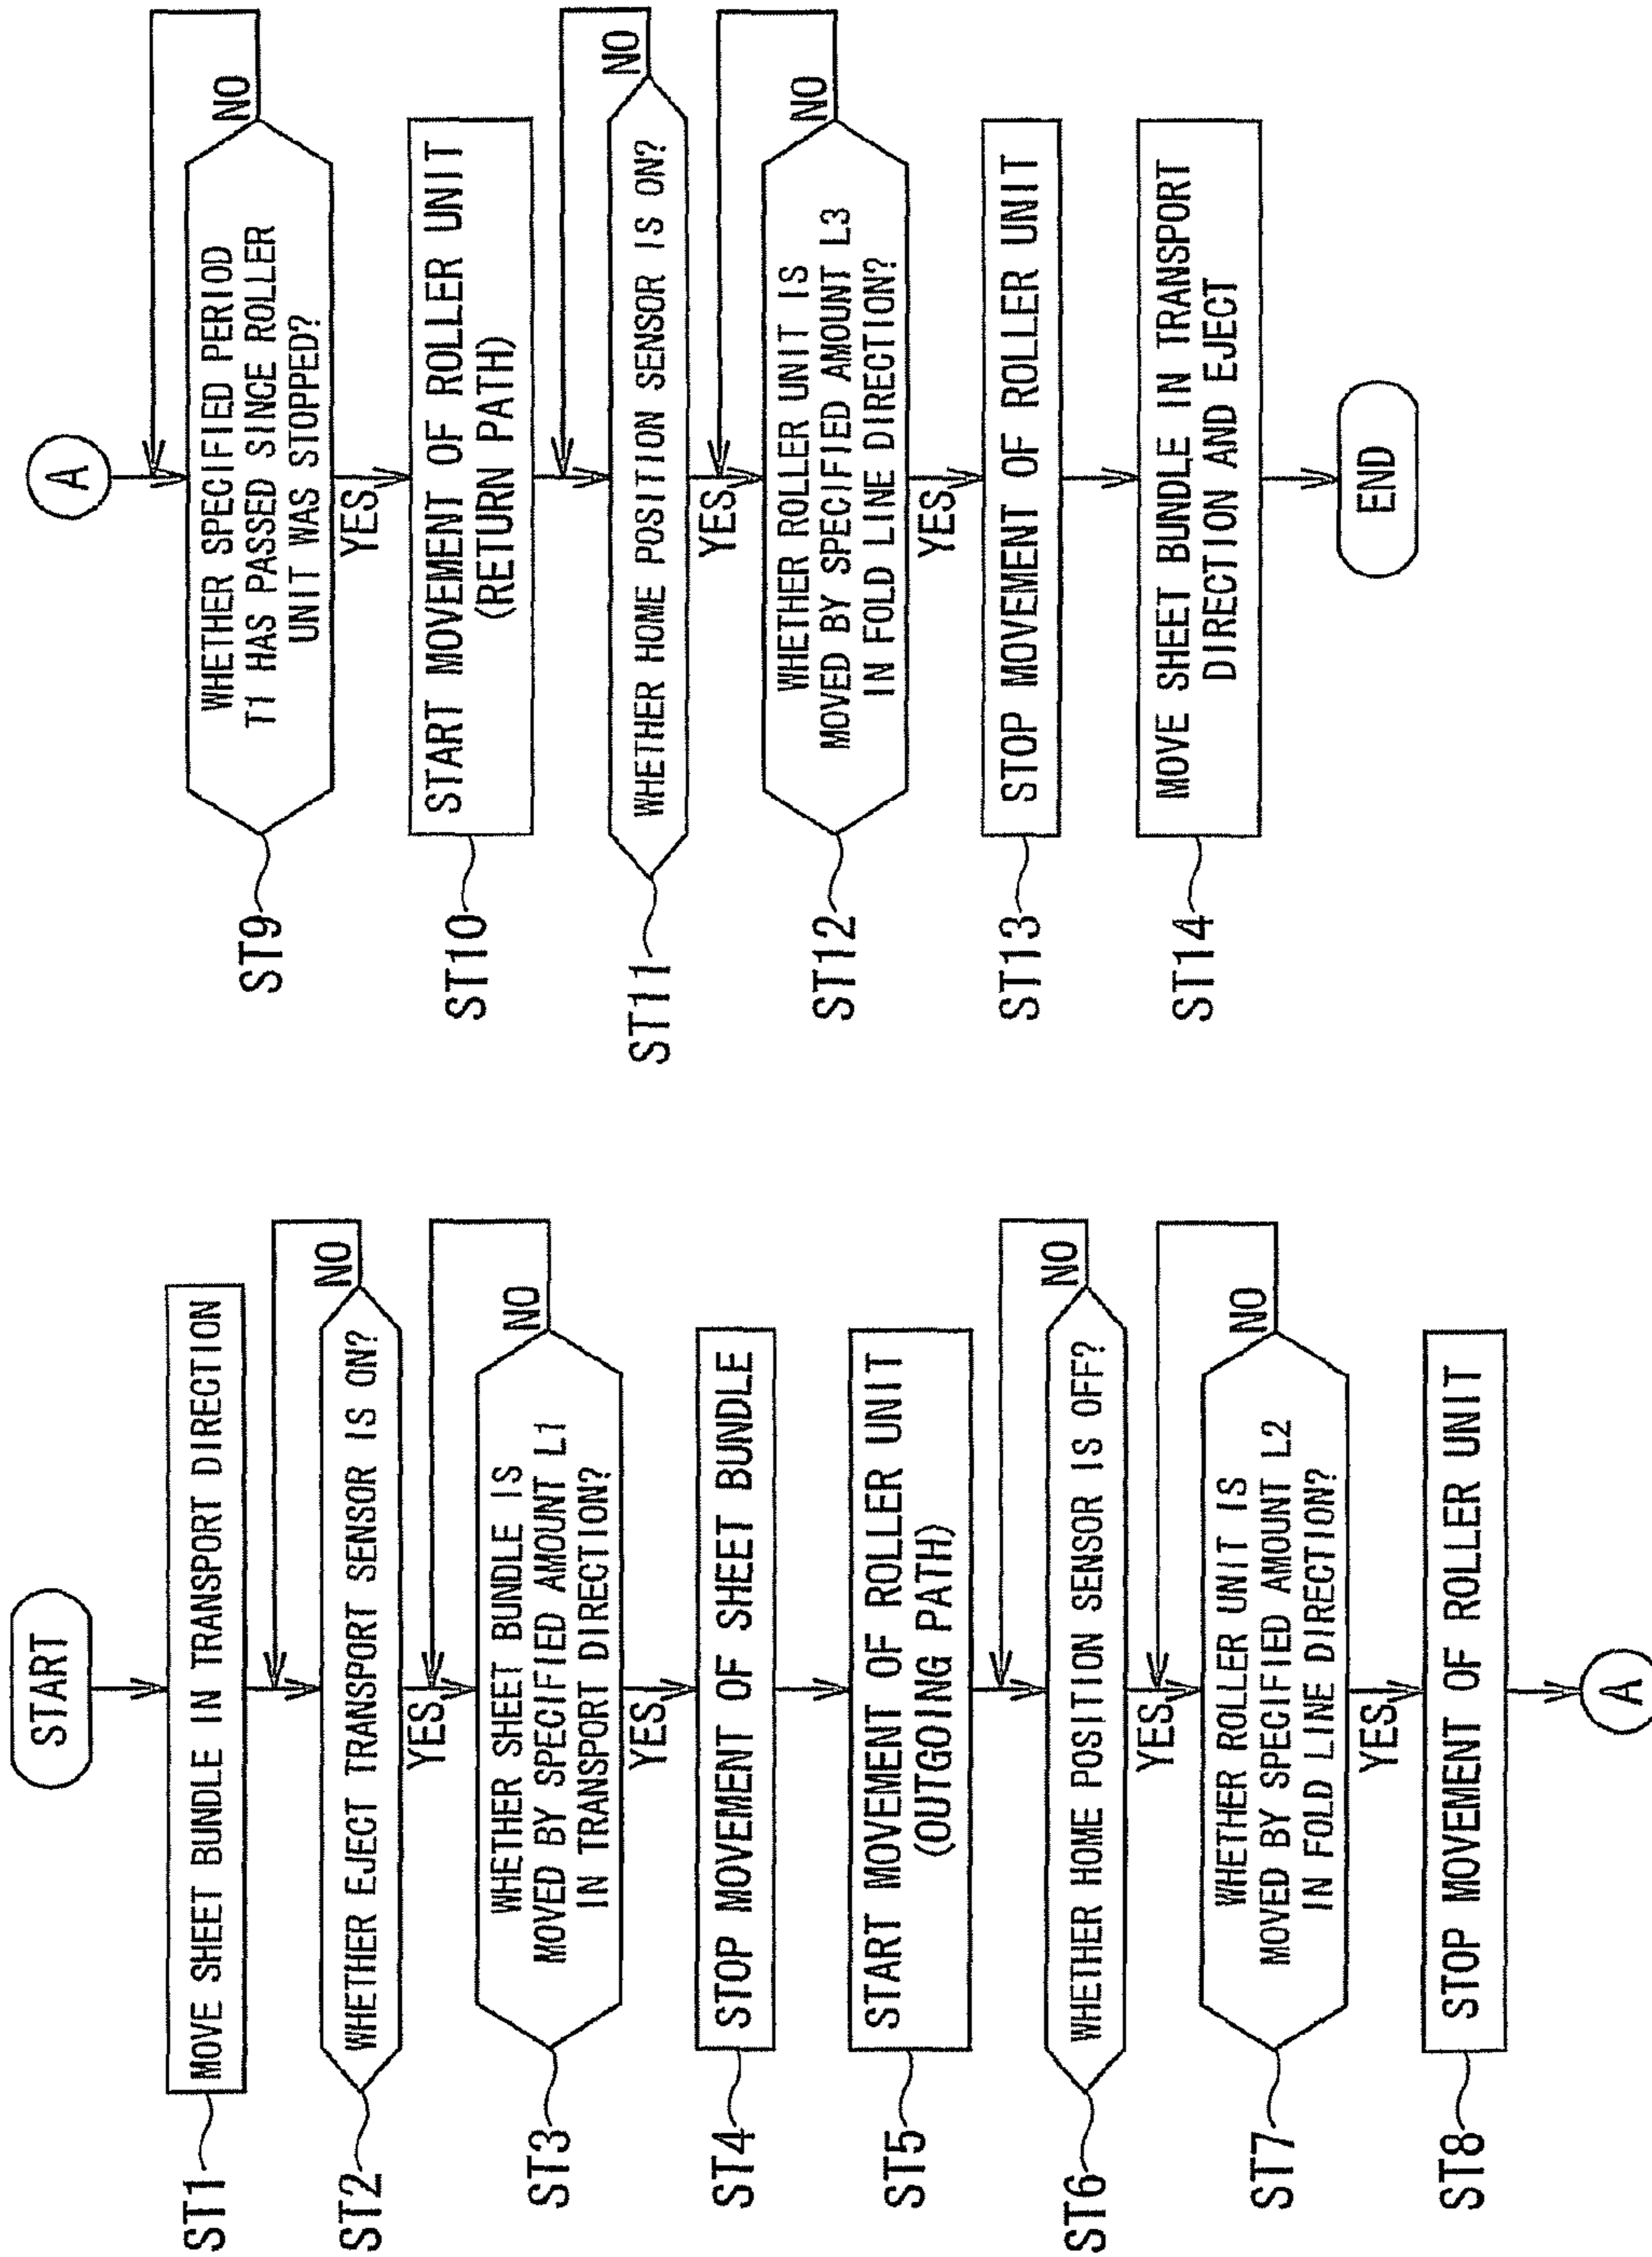 START
ST1
MOVE SHEET BUNDLE IN TRANSPORT DIRECTION
ST2
WHETHER EJECT TRANSPORT SENSOR IS ON?
NO
YES
ST3
WHETHER SHEET BUNDLE IS
MOVED BY SPECIFIED AMOUNT L1
IN TRANSPORT DIRECTION?
NO
YES
ST4
STOP MOVEMENT OF SHEET BUNDLE
ST5
START MOVEMENT OF ROLLER UNIT
(OUTGOING PATH)
ST6
WHETHER HOME POSITION SENSOR IS OFF?
NO
YES
ST7
WHETHER ROLLER UNIT IS
MOVED BY SPECIFIED AMOUNT L2
IN FOLD LINE DIRECTION?
NO
YES
ST8
STOP MOVEMENT OF ROLLER UNIT
A
A
ST9
WHETHER SPECIFIED PERIOD
T1 HAS PASSED SINCE ROLLER
UNIT WAS STOPPED?
NO
YES
ST10
START MOVEMENT OF ROLLER UNIT
(RETURN PATH)
ST11
WHETHER HOME POSITION SENSOR IS ON?
NO
YES
ST12
WHETHER ROLLER UNIT IS
MOVED BY SPECIFIED AMOUNT L3
IN FOLD LINE DIRECTION?
NO
YES
ST13
STOP MOVEMENT OF ROLLER UNIT
ST14
MOVE SHEET BUNDLE IN TRANSPORT
DIRECTION AND EJECT
END